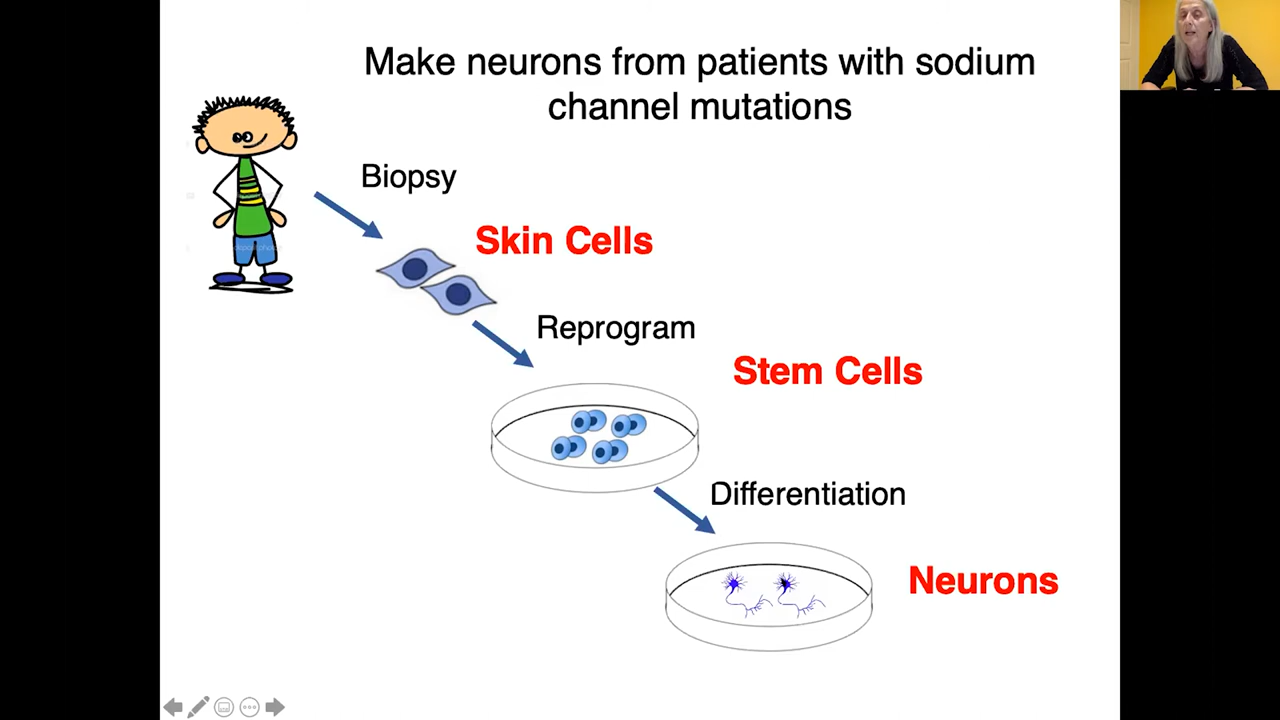 Make neurons from patients with sodium
channel mutations
Biopsy
Skin Cells
Reprogram
Stem Cells
Differentiation
Neurons